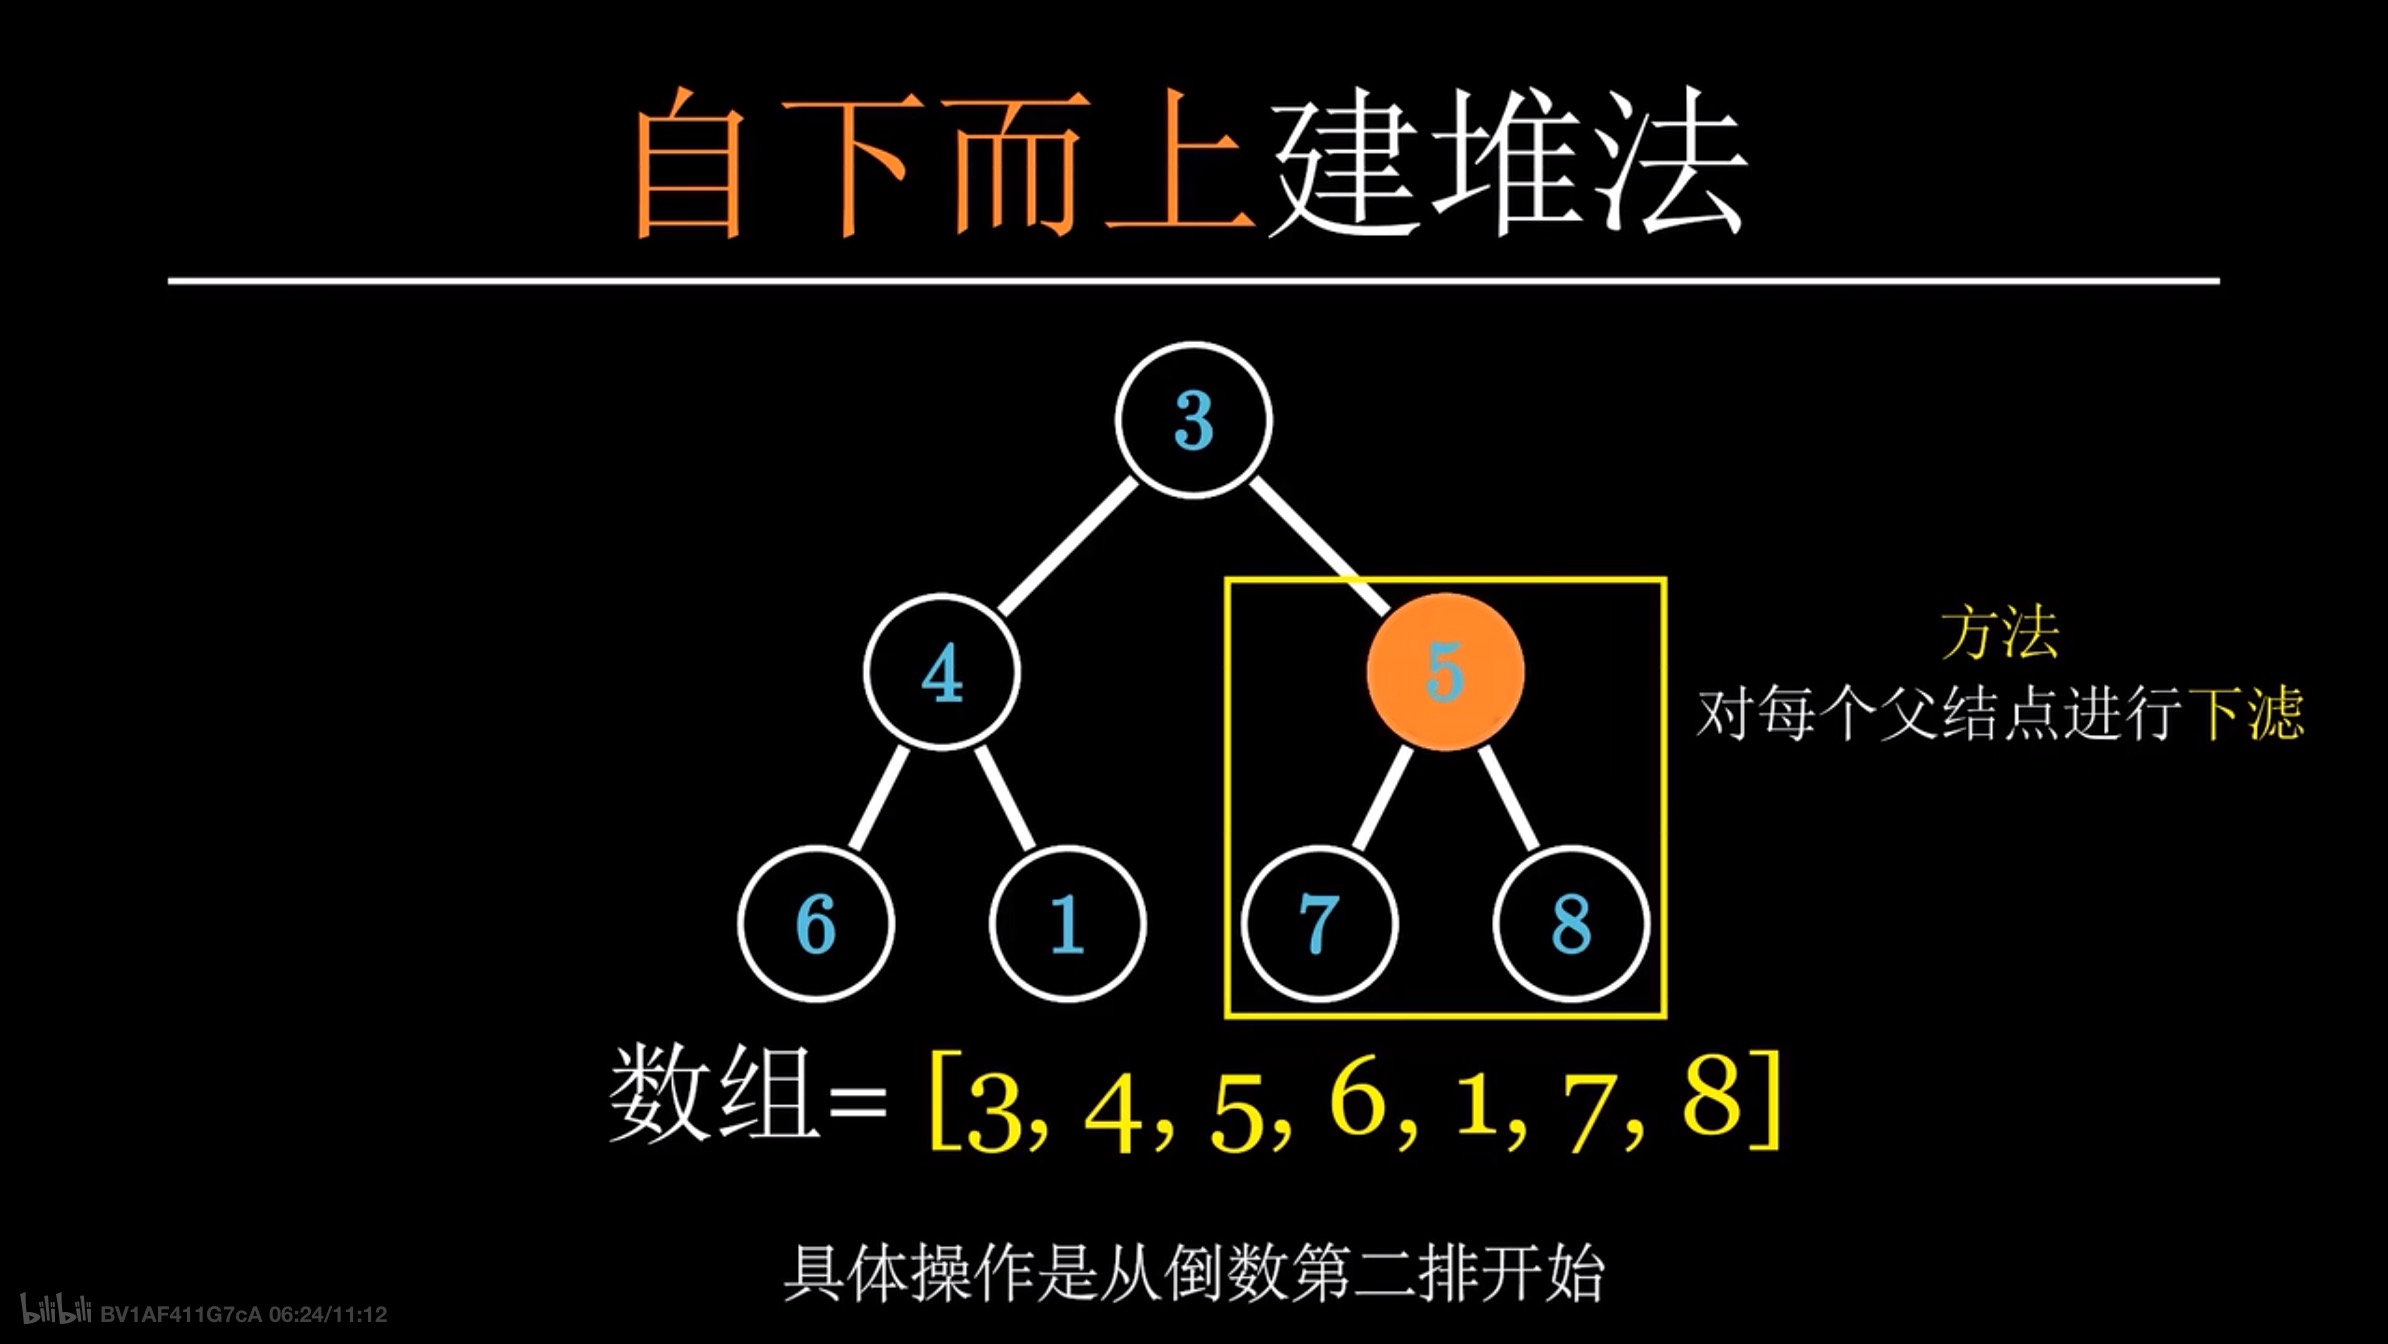 自下而上建堆法
3
4
5
方法
对每个父结点进行下滤
6
1
7
8
数组= [3, 4, 5, 6, 1, 7, 8]
具体操作是从倒数第二排开始
bilibili BV1AF411G7cA 06:24/11:12